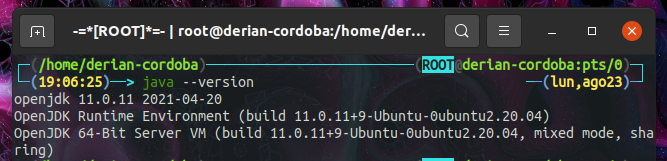 -=*[ROOT]*=- | root@derian-cordoba:/home/der...
(/home/derian-cordoba) (ROOT@derian-cordoba:pts/0)
(19:06:25)──> java --version ──(lun,ago23)
openjdk 11.0.11 2021-04-20
OpenJDK Runtime Environment (build 11.0.11+9-Ubuntu-0ubuntu2.20.04)
OpenJDK 64-Bit Server VM (build 11.0.11+9-Ubuntu-0ubuntu2.20.04, mixed mode, sha
ring)